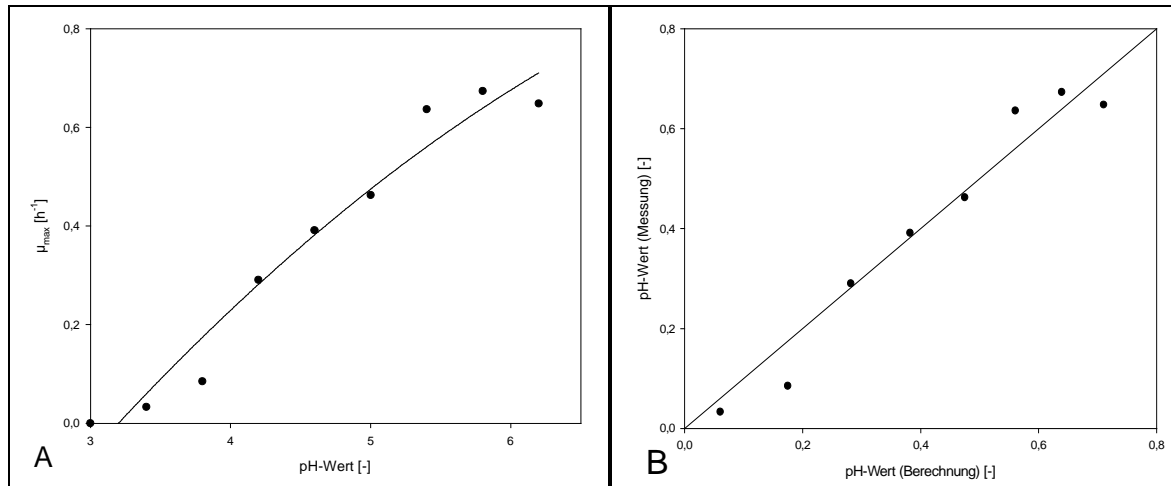 0,8
0,6
0,4
0,2
0,0
µmax [h-1]
3 4 5 6
pH-Wert [-]
A
0,8
0,6
0,4
0,2
0,0
pH-Wert (Messung) [-]
0,0 0,2 0,4 0,6 0,8
pH-Wert (Berechnung) [-]
B